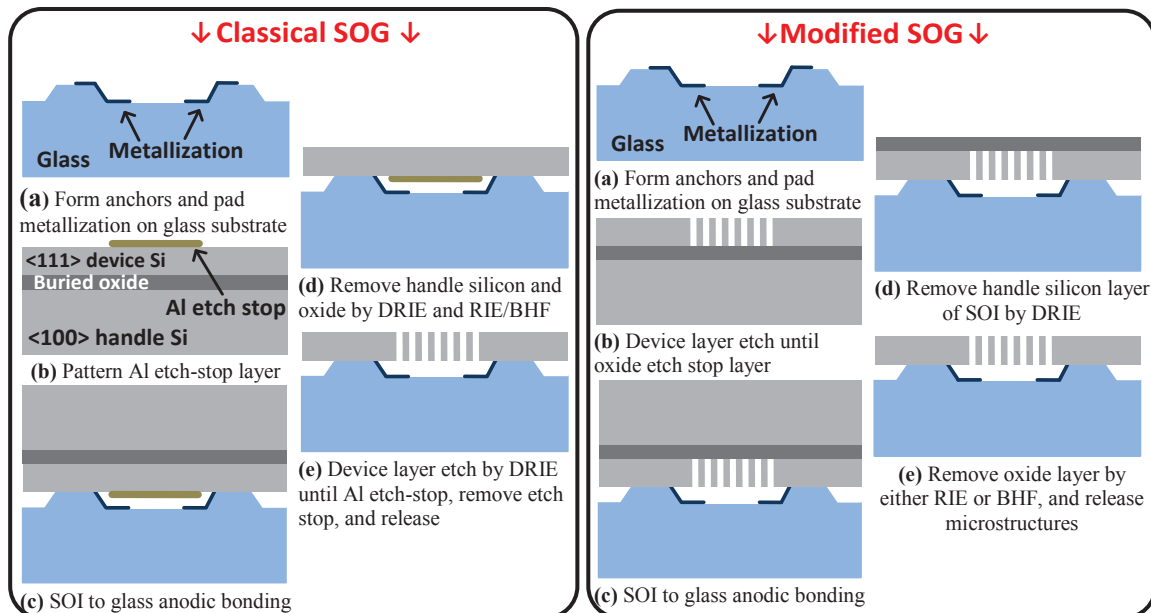 ↓ Classical SOG ↓
Glass
Metallization
(a) Form anchors and pad
metallization on glass substrate
<111> device Si
Buried oxide
Al etch stop
<100> handle Si
(b) Pattern Al etch-stop layer
(c) SOI to glass anodic bonding
(d) Remove handle silicon and
oxide by DRIE and RIE/BHF
(e) Device layer etch by DRIE
until Al etch-stop, remove etch
stop, and release
↓Modified SOG↓
Glass
Metallization
(a) Form anchors and pad
metallization on glass substrate
(b) Device layer etch until
oxide etch stop layer
(c) SOI to glass anodic bonding
(d) Remove handle silicon layer
of SOI by DRIE
(e) Remove oxide layer by
either RIE or BHF, and release
microstructures